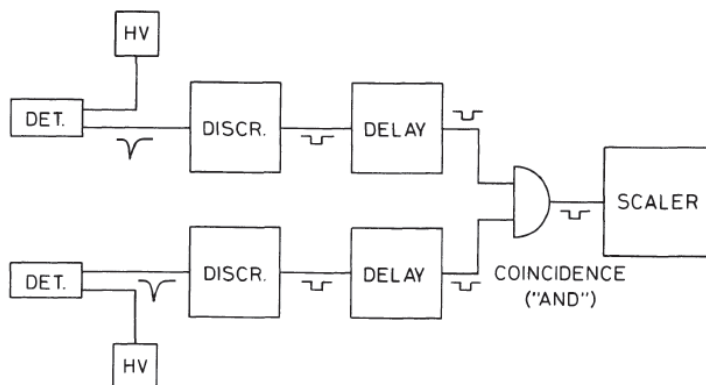 HV
DET.
DISCR.
DELAY
SCALER
COINCIDENCE
("AND")
DET.
DISCR.
DELAY
HV